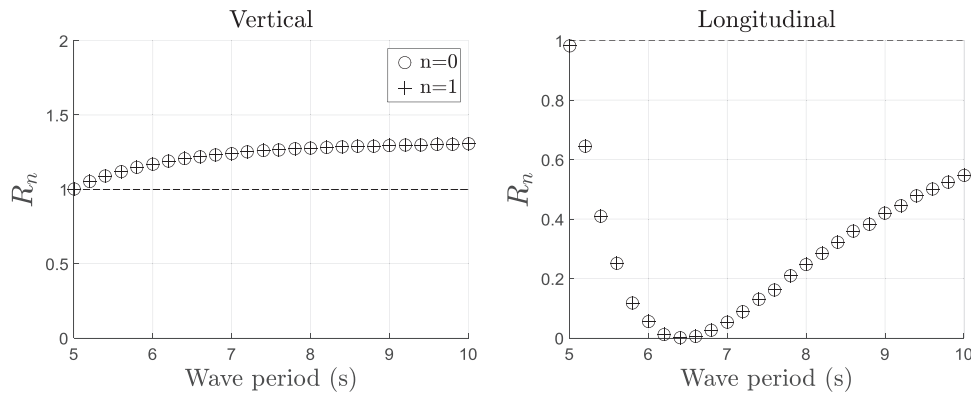 Vertical
2
1.5
1
0.5
0
5 6 7 8 9 10
R_n
Wave period (s)
n=0
n=1
Longitudinal
1
0.8
0.6
0.4
0.2
0
5 6 7 8 9 10
R_n
Wave period (s)